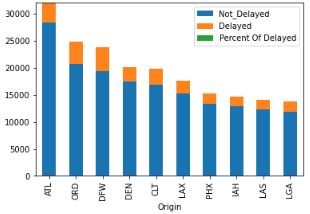 30000
25000
20000
15000
10000
5000
0
Not_Delayed
Delayed
Percent Of Delayed
ATL
ORD
DFW
DEN
CLT
LAX
PHX
IAH
LAS
LGA
Origin